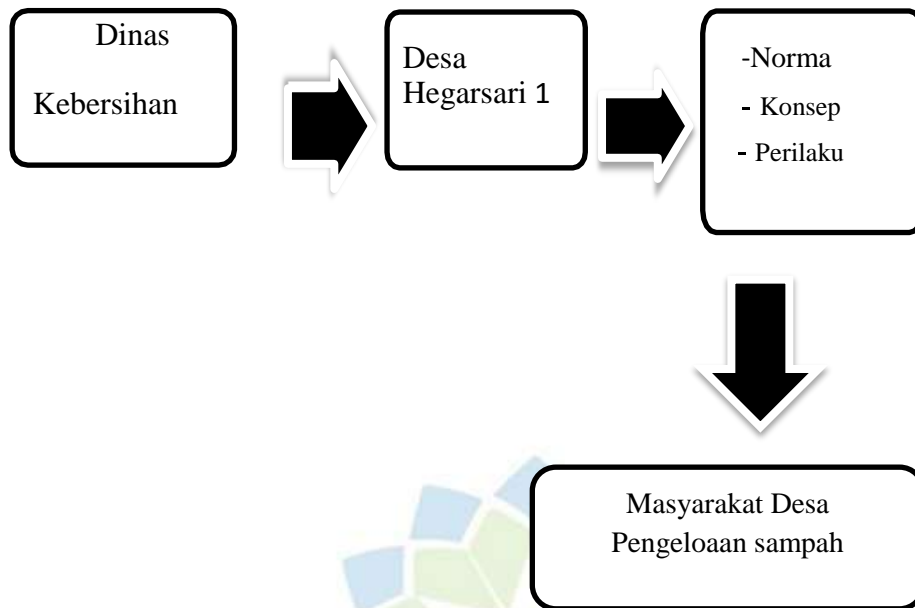 Dinas
Kebersihan
Desa
Hegarsari 1
-Norma
- Konsep
- Perilaku
Masyarakat Desa
Pengeloaan sampah